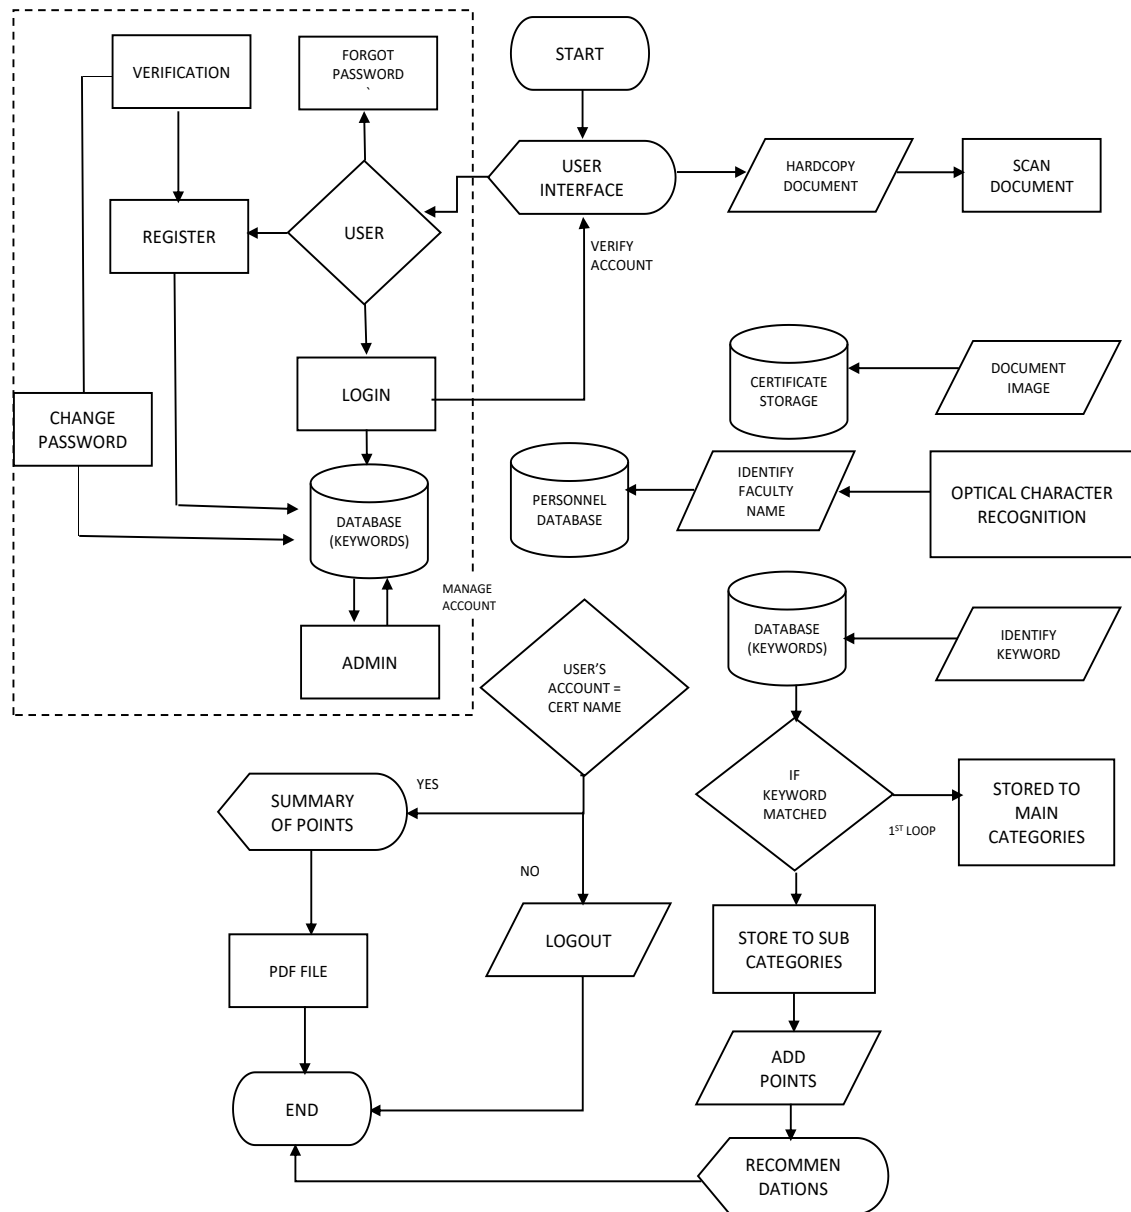 START
FORGOT
PASSWORD
`
VERIFICATION
USER
INTERFACE
HARDCOPY
DOCUMENT
SCAN
DOCUMENT
REGISTER
USER
VERIFY
ACCOUNT
LOGIN
CHANGE
PASSWORD
CERTIFICATE
STORAGE
DOCUMENT
IMAGE
DATABASE
(KEYWORDS)
PERSONNEL
DATABASE
IDENTIFY
FACULTY
NAME
OPTICAL CHARACTER
RECOGNITION
MANAGE
ACCOUNT
ADMIN
DATABASE
(KEYWORDS)
IDENTIFY
KEYWORD
USER’S
ACCOUNT =
CERT NAME
IF
KEYWORD
MATCHED
1ST LOOP
STORED TO
MAIN
CATEGORIES
YES
SUMMARY
OF POINTS
NO
LOGOUT
STORE TO SUB
CATEGORIES
PDF FILE
ADD
POINTS
END
RECOMMEN
DATIONS